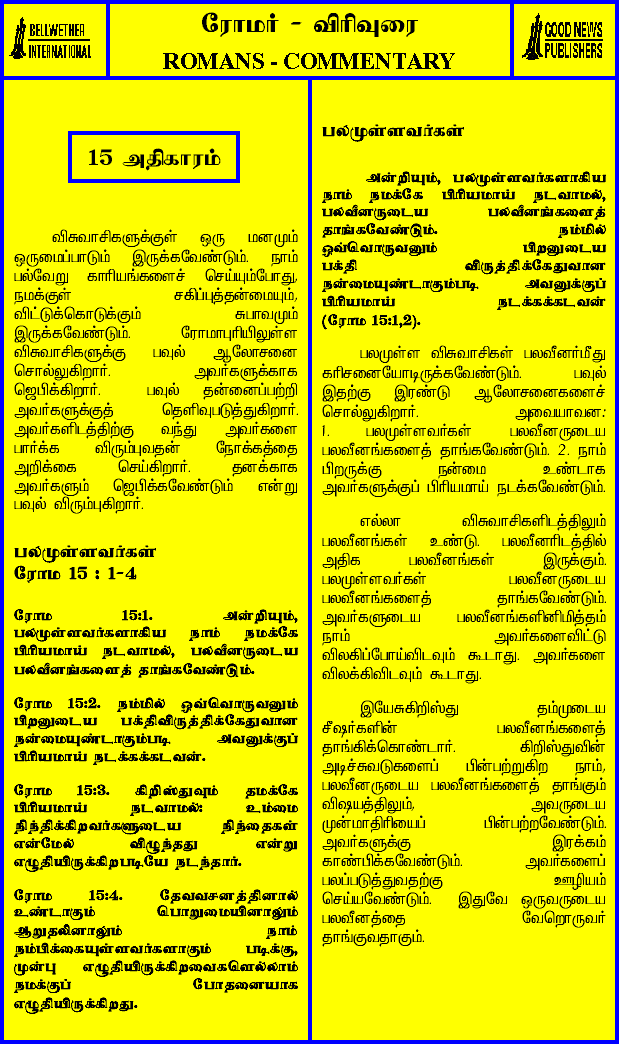 BELLWETHER
INTERNATIONAL
ரோமர் - விரிவுரை
ROMANS - COMMENTARY
GOOD NEWS
PUBLISHERS
15 அதிகாரம்
விசுவாசிகளுக்குள் ஒரு மனமும்
ஒருமைப்பாடும் இருக்கவேண்டும். நாம்
பல்வேறு காரியங்களைச் செய்யும்போது,
நமக்குள் சகிப்புத்தன்மையும்,
விட்டுக்கொடுக்கும் சுபாவமும்
இருக்கவேண்டும். ரோமாபுரியிலுள்ள
விசுவாசிகளுக்கு பவுல் ஆலோசனை
சொல்லுகிறார். அவர்களுக்காக
ஜெபிக்கிறார். பவுல் தன்னைப்பற்றி
அவர்களுக்குத் தெளிவுபடுத்துகிறார்.
அவர்களிடத்திற்கு வந்து அவர்களை
பார்க்க விரும்புவதன் நோக்கத்தை
அறிக்கை செய்கிறார். தனக்காக
அவர்களும் ஜெபிக்கவேண்டும் என்று
பவுல் விரும்புகிறார்.
பலமுள்ளவர்கள்
ரோம 15 : 1-4
ரோம 15:1. அன்றியும்,
பலமுள்ளவர்களாகிய நாம் நமக்கே
பிரியமாய் நடவாமல், பலவீனருடைய
பலவீனங்களைத் தாங்கவேண்டும்.
ரோம 15:2. நம்மில் ஒவ்வொருவனும்
பிறனுடைய பக்திவிருத்திக்கேதுவான
நன்மையுண்டாகும்படி அவனுக்குப்
பிரியமாய் நடக்கக்கடவன்.
ரோம 15:3. கிறிஸ்துவும் தமக்கே
பிரியமாய் நடவாமல்: உம்மை
நிந்திக்கிறவர்களுடைய நிந்தைகள்
என்மேல் விழுந்தது என்று
எழுதியிருக்கிறபடியே நடந்தார்.
ரோம 15:4. தேவவசனத்தினால்
உண்டாகும் பொறுமையினாலும்
ஆறுதலினாலும் நாம்
நம்பிக்கையுள்ளவர்களாகும் படிக்கு,
முன்பு எழுதியிருக்கிறவைகளெல்லாம்
நமக்குப் போதனையாக
எழுதியிருக்கிறது.
பலமுள்ளவர்கள்
அன்றியும், பலமுள்ளவர்களாகிய
நாம் நமக்கே பிரியமாய் நடவாமல்,
பலவீனருடைய பலவீனங்களைத்
தாங்கவேண்டும். நம்மில்
ஒவ்வொருவனும் பிறனுடைய
பக்தி விருத்திக்கேதுவான
நன்மையுண்டாகும்படி அவனுக்குப்
பிரியமாய் நடக்கக்கடவன்
(ரோம 15:1,2).
பலமுள்ள விசுவாசிகள் பலவீனர்மீது
கரிசனையோடிருக்கவேண்டும். பவுல்
இதற்கு இரண்டு ஆலோசனைகளைச்
சொல்லுகிறார். அவையாவன:
1. பலமுள்ளவர்கள் பலவீனருடைய
பலவீனங்களைத் தாங்கவேண்டும். 2. நாம்
பிறருக்கு நன்மை உண்டாக
அவர்களுக்குப் பிரியமாய் நடக்கவேண்டும்.
எல்லா விசுவாசிகளிடத்திலும்
பலவீனங்கள் உண்டு. பலவீனரிடத்தில்
அதிக பலவீனங்கள் இருக்கும்.
பலமுள்ளவர்கள் பலவீனருடைய
பலவீனங்களைத் தாங்கவேண்டும்.
அவர்களுடைய பலவீனங்களினிமித்தம்
நாம் அவர்களைவிட்டு
விலகிப்போய்விடவும் கூடாது. அவர்களை
விலக்கிவிடவும் கூடாது.
இயேசுகிறிஸ்து தம்முடைய
சீஷர்களின் பலவீனங்களைத்
தாங்கிக்கொண்டார். கிறிஸ்துவின்
அடிச்சுவடுகளைப் பின்பற்றுகிற நாம்,
பலவீனருடைய பலவீனங்களைத் தாங்கும்
விஷயத்திலும், அவருடைய
முன்மாதிரியைப் பின்பற்றவேண்டும்.
அவர்களுக்கு இரக்கம்
காண்பிக்கவேண்டும். அவர்களைப்
பலப்படுத்துவதற்கு ஊழியம்
செய்யவேண்டும். இதுவே ஒருவருடைய
பலவீனத்தை வேறொருவர்
தாங்குவதாகும்.